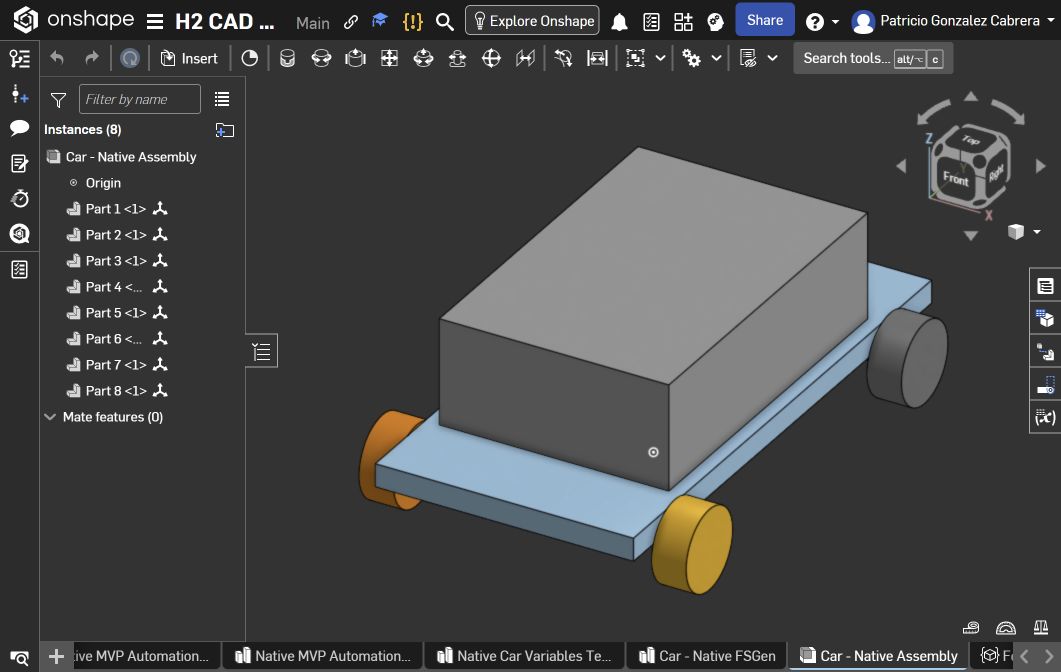 onshape H2 CAD ... Main Explore Onshape Share Patricio Gonzalez Cabrera
Insert Search tools... alt/⌥ c
Filter by name
Instances (8)
Car - Native Assembly
Origin
Part 1 <1>
Part 2 <1>
Part 3 <1>
Part 4 <...
Part 5 <1>
Part 6 <...
Part 7 <1>
Part 8 <1>
Mate features (0)
Z
Top
Y
Front
Right
X
(x)
tive MVP Automation... Native MVP Automation... Native Car Variables Te... Car - Native FSGen Car - Native Assembly